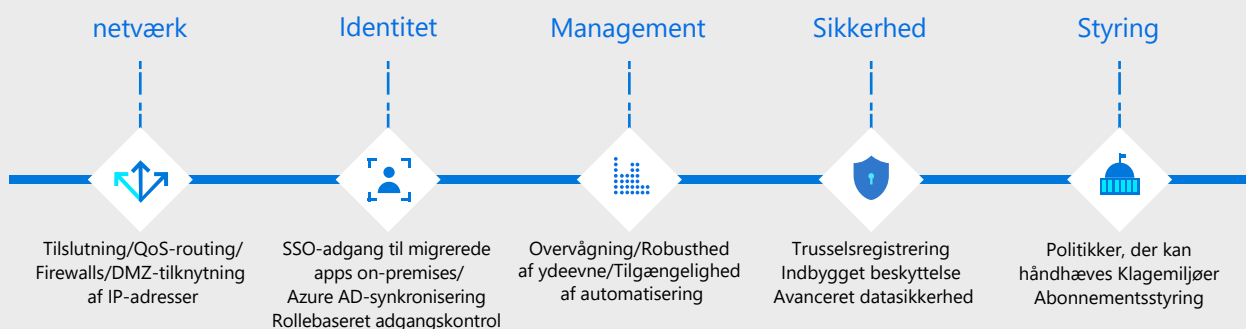 netværk
Identitet
Management
Sikkerhed
Styring
Tilslutning/QoS-routing/
Firewalls/DMZ-tilknytning
af IP-adresser
SSO-adgang til migrerede
apps on-premises/
Azure AD-synkronisering
Rollebaseret adgangskontrol
Overvågning/Robusthed
af ydeevne/Tilgængelighed
af automatisering
Trusselsregistrering
Indbygget beskyttelse
Avanceret datasikkerhed
Politikker, der kan
håndhæves Klagemiljøer
Abonnementsstyring